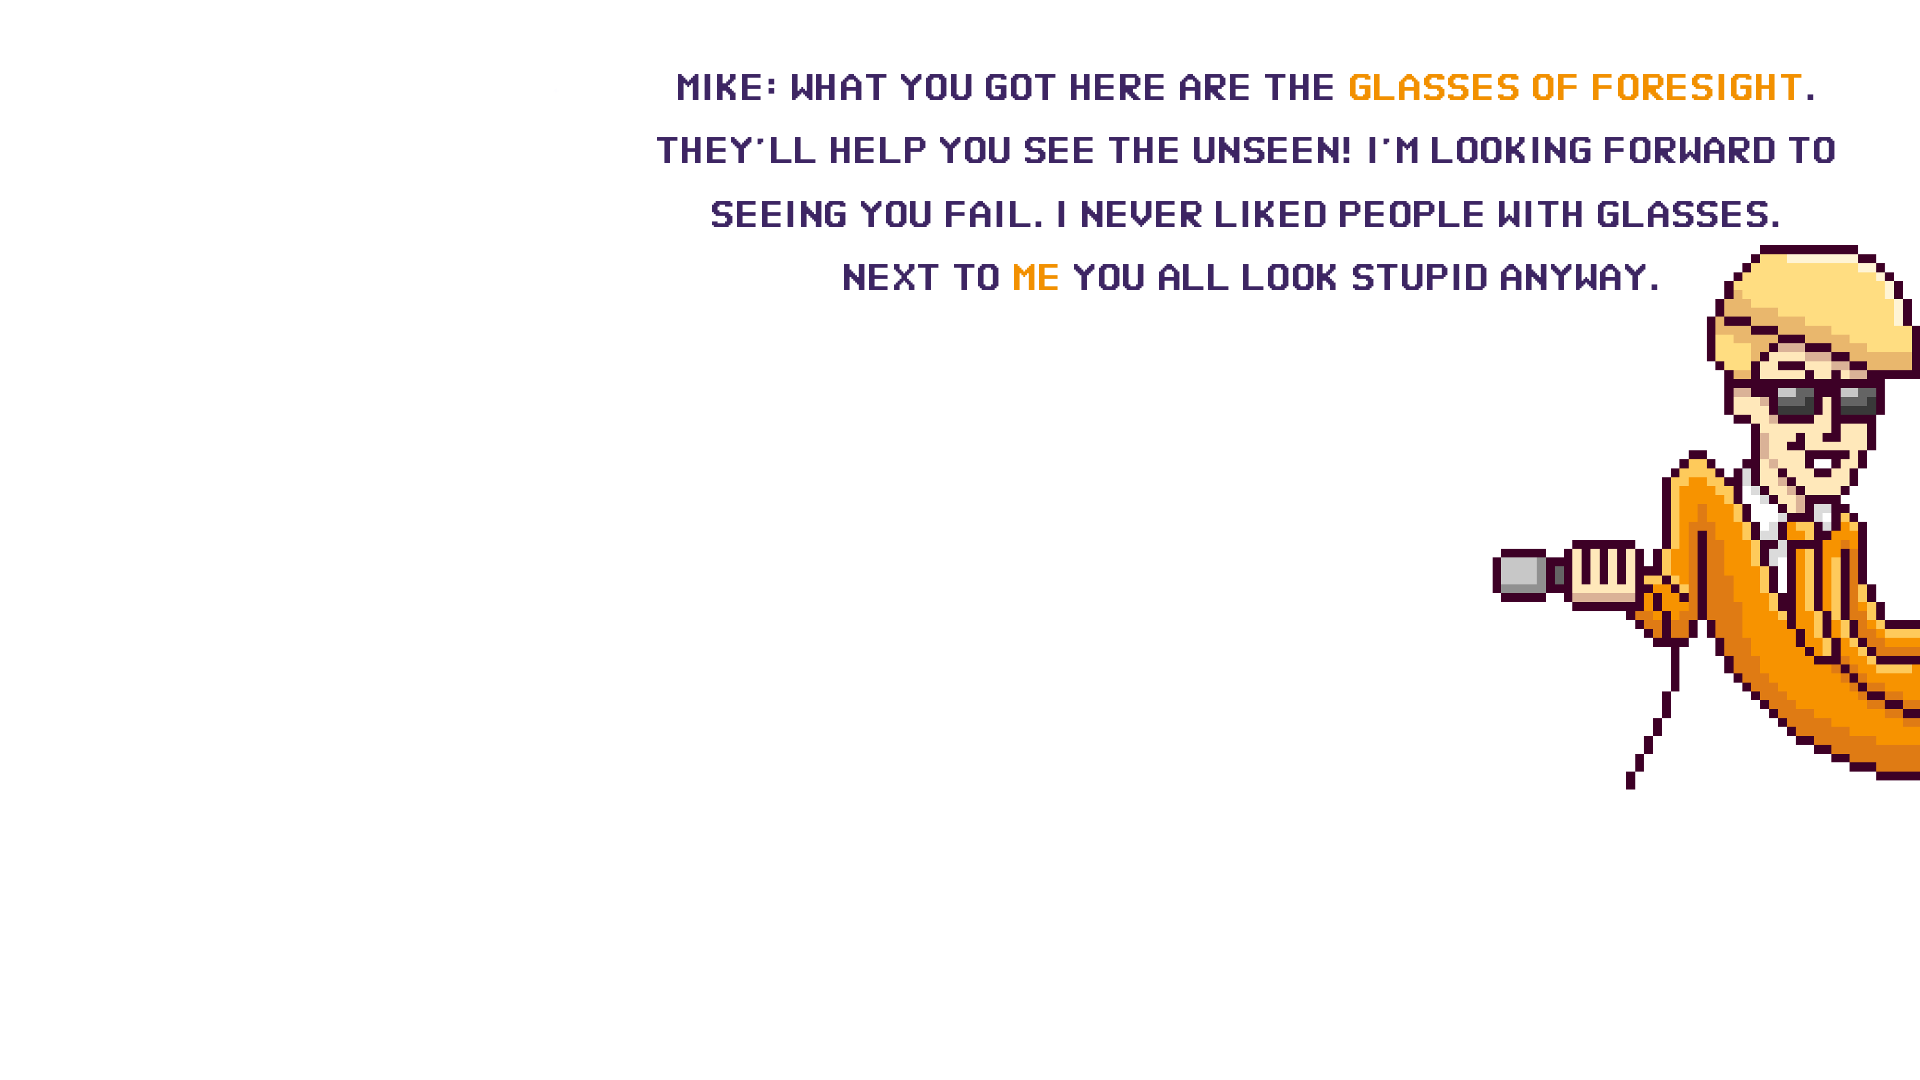 MIKE: WHAT YOU GOT HERE ARE THE GLASSES OF FORESIGHT.
THEY'LL HELP YOU SEE THE UNSEEN! I'M LOOKING FORWARD TO
SEEING YOU FAIL. I NEVER LIKED PEOPLE WITH GLASSES.
NEXT TO ME YOU ALL LOOK STUPID ANYWAY.